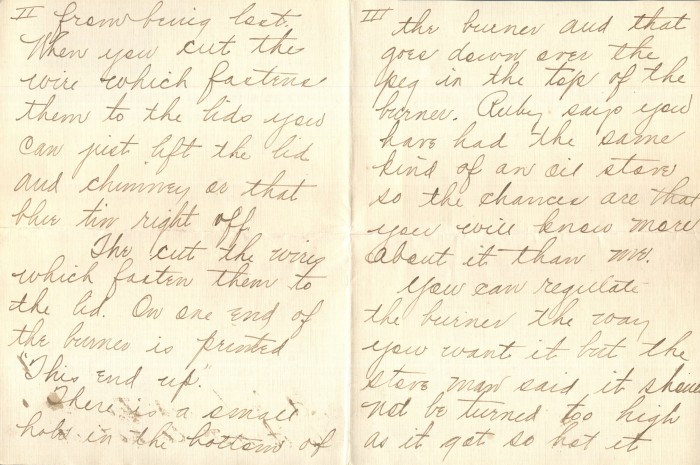 II from being lost.
When you cut the
wire which fastens
them to the lids you
can just lift the lid
and chimney or that
blue tin right off
The cut the wires
which fasten them to
the lid. On one end of
the burner is printed
"This end up".
There is a small
hole in the bottom of
III the burner and that
goes down over the
peg in the top of the
burner. Ruby says you
have had the same
kind of an oil stove
so the chances are that
you will know more
about it than me.
You can regulate
the burner the way
you want it but the
stove man said it should
not be turned too high
as it got so hot it